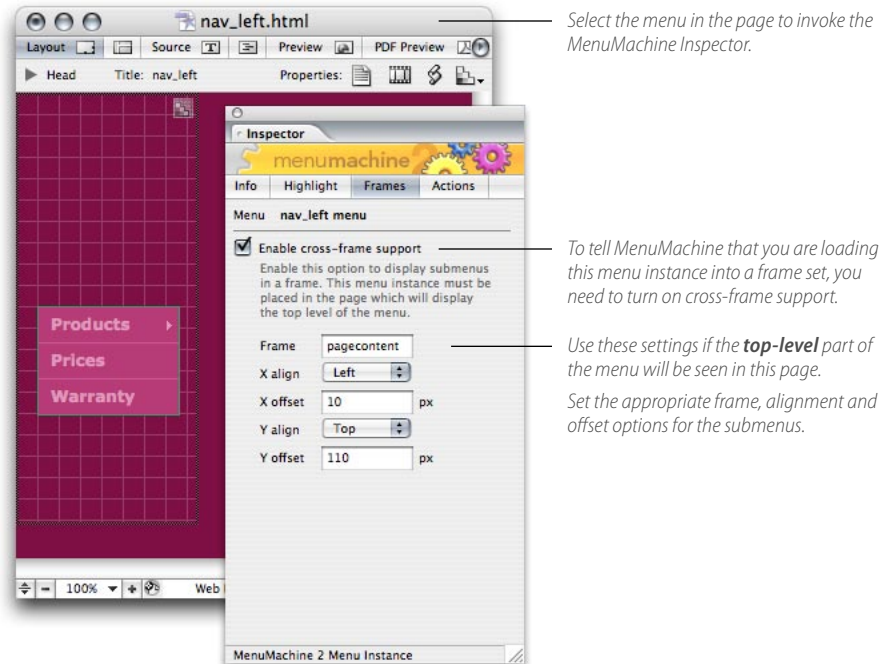 nav_left.html
Layout Source Preview PDF Preview
Head Title: nav_left Properties:
Products
Prices
Warranty
100% Web
Inspector
menumachine 2
Info Highlight Frames Actions
Menu nav_left menu
Enable cross-frame support
Enable this option to display submenus
in a frame. This menu instance must be
placed in the page which will display
the top level of the menu.
Frame pagecontent
X align Left
X offset 10 px
Y align Top
Y offset 110 px
MenuMachine 2 Menu Instance
Select the menu in the page to invoke the
MenuMachine Inspector.
To tell MenuMachine that you are loading
this menu instance into a frame set, you
need to turn on cross-frame support.
Use these settings if the top-level part of
the menu will be seen in this page.
Set the appropriate frame, alignment and
offset options for the submenus.